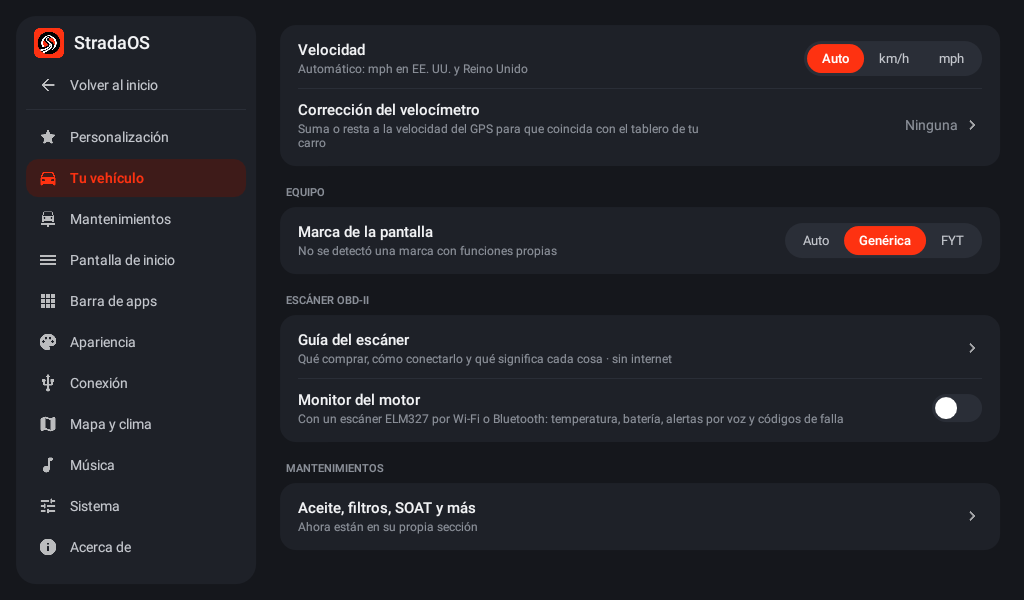 StradaOS
Volver al inicio
Personalización
Tu vehículo
Mantenimientos
Pantalla de inicio
Barra de apps
Apariencia
Conexión
Mapa y clima
Música
Sistema
Acerca de
Velocidad
Automático: mph en EE. UU. y Reino Unido
Auto km/h mph
Corrección del velocímetro
Suma o resta a la velocidad del GPS para que coincida con el tablero de tu
carro
Ninguna
EQUIPO
Marca de la pantalla
No se detectó una marca con funciones propias
Auto Genérica FYT
ESCÁNER OBD-II
Guía del escáner
Qué comprar, cómo conectarlo y qué significa cada cosa · sin internet
Monitor del motor
Con un escáner ELM327 por Wi-Fi o Bluetooth: temperatura, batería, alertas por voz y códigos de falla
MANTENIMIENTOS
Aceite, filtros, SOAT y más
Ahora están en su propia sección